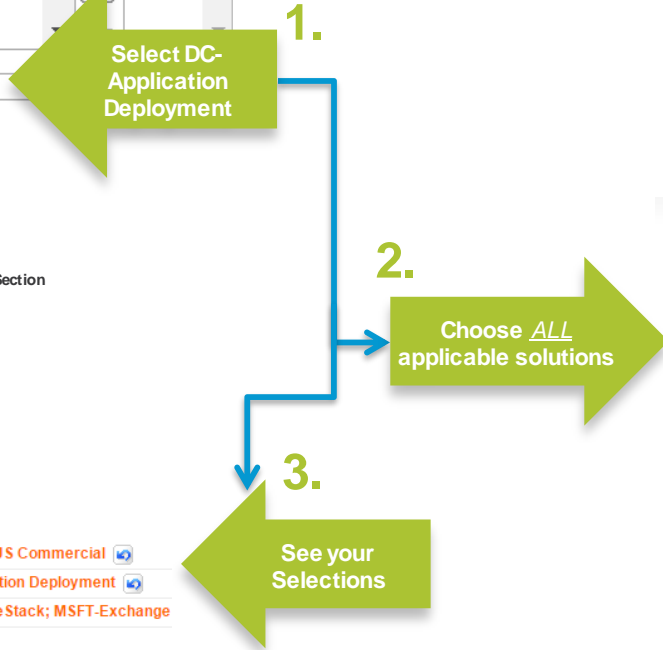 1.
Select DC-
Application
Deployment
Section
2.
Choose ALL
applicable solutions
3.
See your
Selections
US Commercial
tion Deployment
eStack; MSFT-Exchange